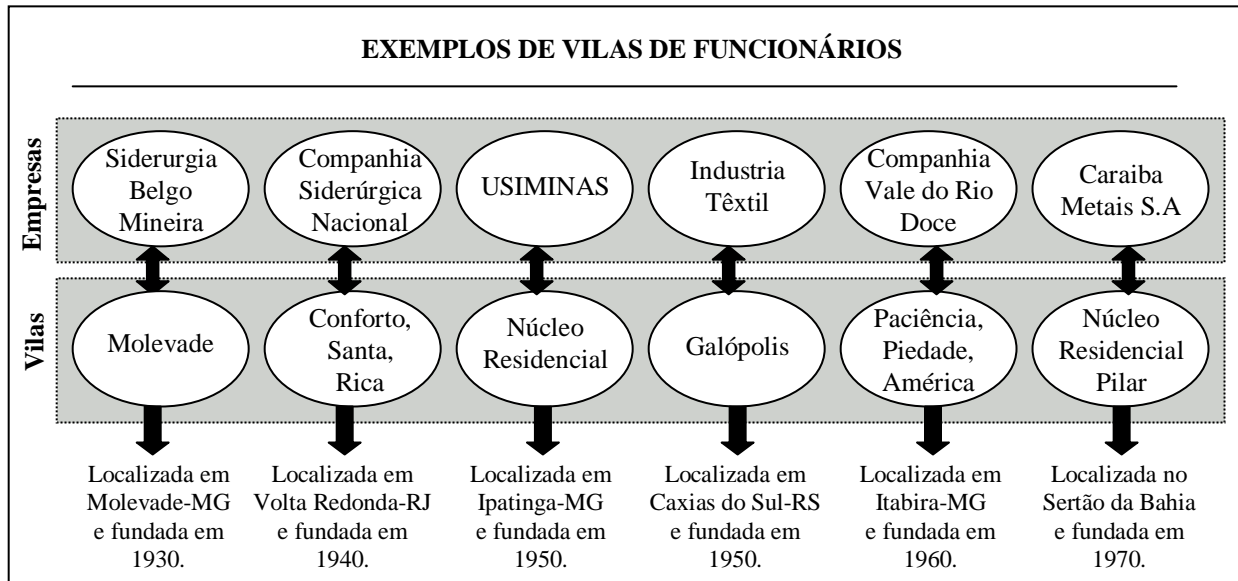 EXEMPLOS DE VILAS DE FUNCIONÁRIOS
Empresas
Siderurgia
Belgo
Mineira
Companhia
Siderúrgica
Nacional
USIMINAS
Industria
Têxtil
Companhia
Vale do Rio
Doce
Caraiba
Metais S.A
Vilas
Molevade
Conforto,
Santa,
Rica
Núcleo
Residencial
Galópolis
Paciência,
Piedade,
América
Núcleo
Residencial
Pilar
Localizada em
Molevade-MG
e fundada em
1930.
Localizada em
Volta Redonda-RJ
e fundada em
1940.
Localizada em
Ipatinga-MG
e fundada em
1950.
Localizada em
Caxias do Sul-RS
e fundada em
1950.
Localizada em
Itabira-MG
e fundada em
1960.
Localizada no
Sertão da Bahia
e fundada em
1970.